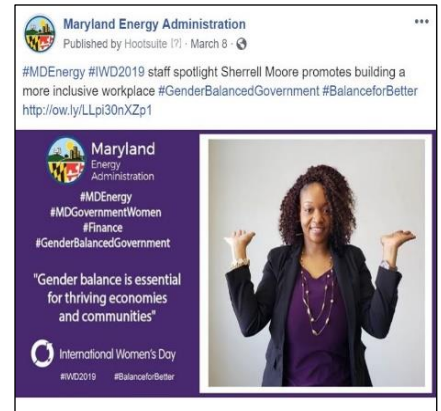 Maryland Energy Administration
Published by Hootsuite [?] · March 8 ·
#MDEnergy #IWD2019 staff spotlight Sherrell Moore promotes building a
more inclusive workplace #GenderBalancedGovernment #BalanceforBetter
http://ow.ly/LLpi30nXZp1
Maryland
Energy
Administration
#MDEnergy
#MDGovernmentWomen
#Finance
#GenderBalancedGovernment
"Gender balance is essential
for thriving economies
and communities"
International Women's Day
#IWD2019 #BalanceforBetter